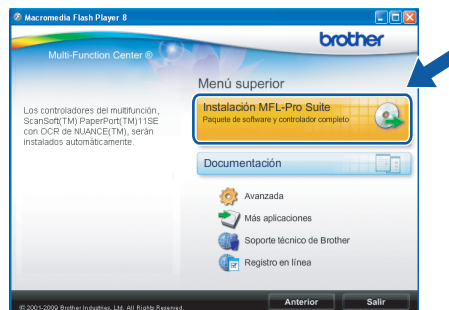 Macromedia Flash Player 8
brother
Multi-Function Center ®
Menú superior
Los controladores del multifunción,
ScanSoft(TM) PaperPort(TM)11SE
con OCR de NUANCE(TM), serán
instalados automáticamente.
Instalación MFL-Pro Suite
Paquete de software y controlador completo
Documentación
Avanzada
Más aplicaciones
Soporte técnico de Brother
Registro en línea
© 2001-2009 Brother Industries, Ltd. All Rights Reserved.
Anterior
Salir